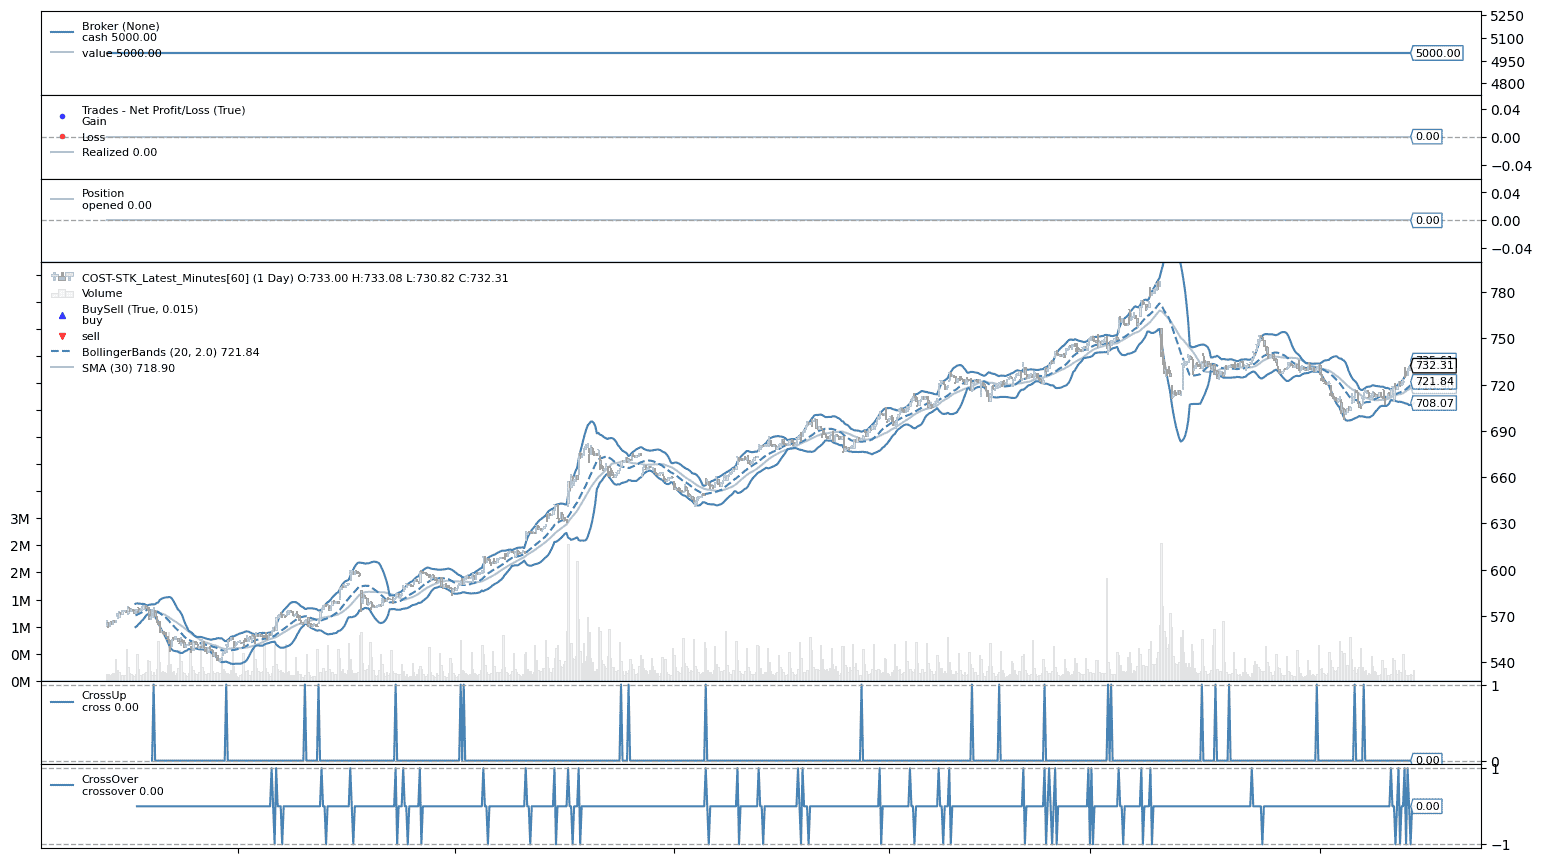 Broker (None)
cash 5000.00
value 5000.00
5000.00
5250
5100
4950
4800
Trades - Net Profit/Loss (True)
Gain
Loss
Realized 0.00
0.00
0.04
0.00
−0.04
Position
opened 0.00
0.00
0.04
0.00
−0.04
COST-STK_Latest_Minutes[60] (1 Day) O:733.00 H:733.08 L:730.82 C:732.31
Volume
BuySell (True, 0.015)
buy
sell
BollingerBands (20, 2.0) 721.84
SMA (30) 718.90
732.31
721.84
708.07
780
750
720
690
660
630
600
570
540
3M
2M
2M
1M
1M
0M
0M
CrossUp
cross 0.00
0.00
1
0
CrossOver
crossover 0.00
0.00
1
−1